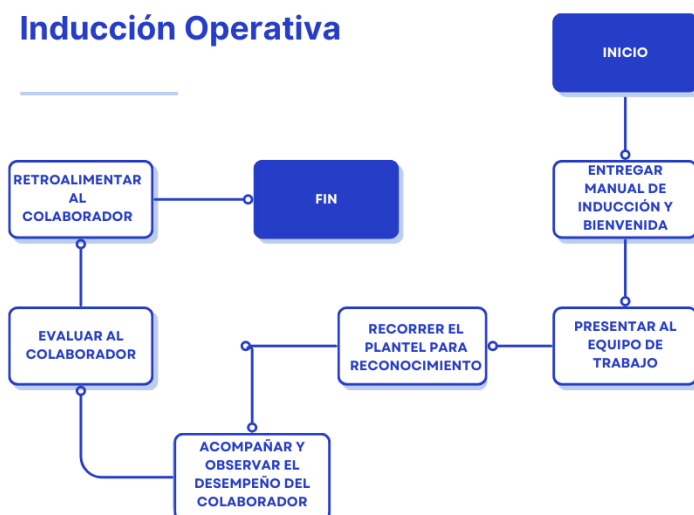 Inducción Operativa
INICIO
ENTREGAR
MANUAL DE
INDUCCIÓN Y
BIENVENIDA
PRESENTAR AL
EQUIPO DE
TRABAJO
RECORRER EL
PLANTEL PARA
RECONOCIMIENTO
ACOMPAÑAR Y
OBSERVAR EL
DESEMPEÑO DEL
COLABORADOR
EVALUAR AL
COLABORADOR
RETROALIMENTAR
AL
COLABORADOR
FIN